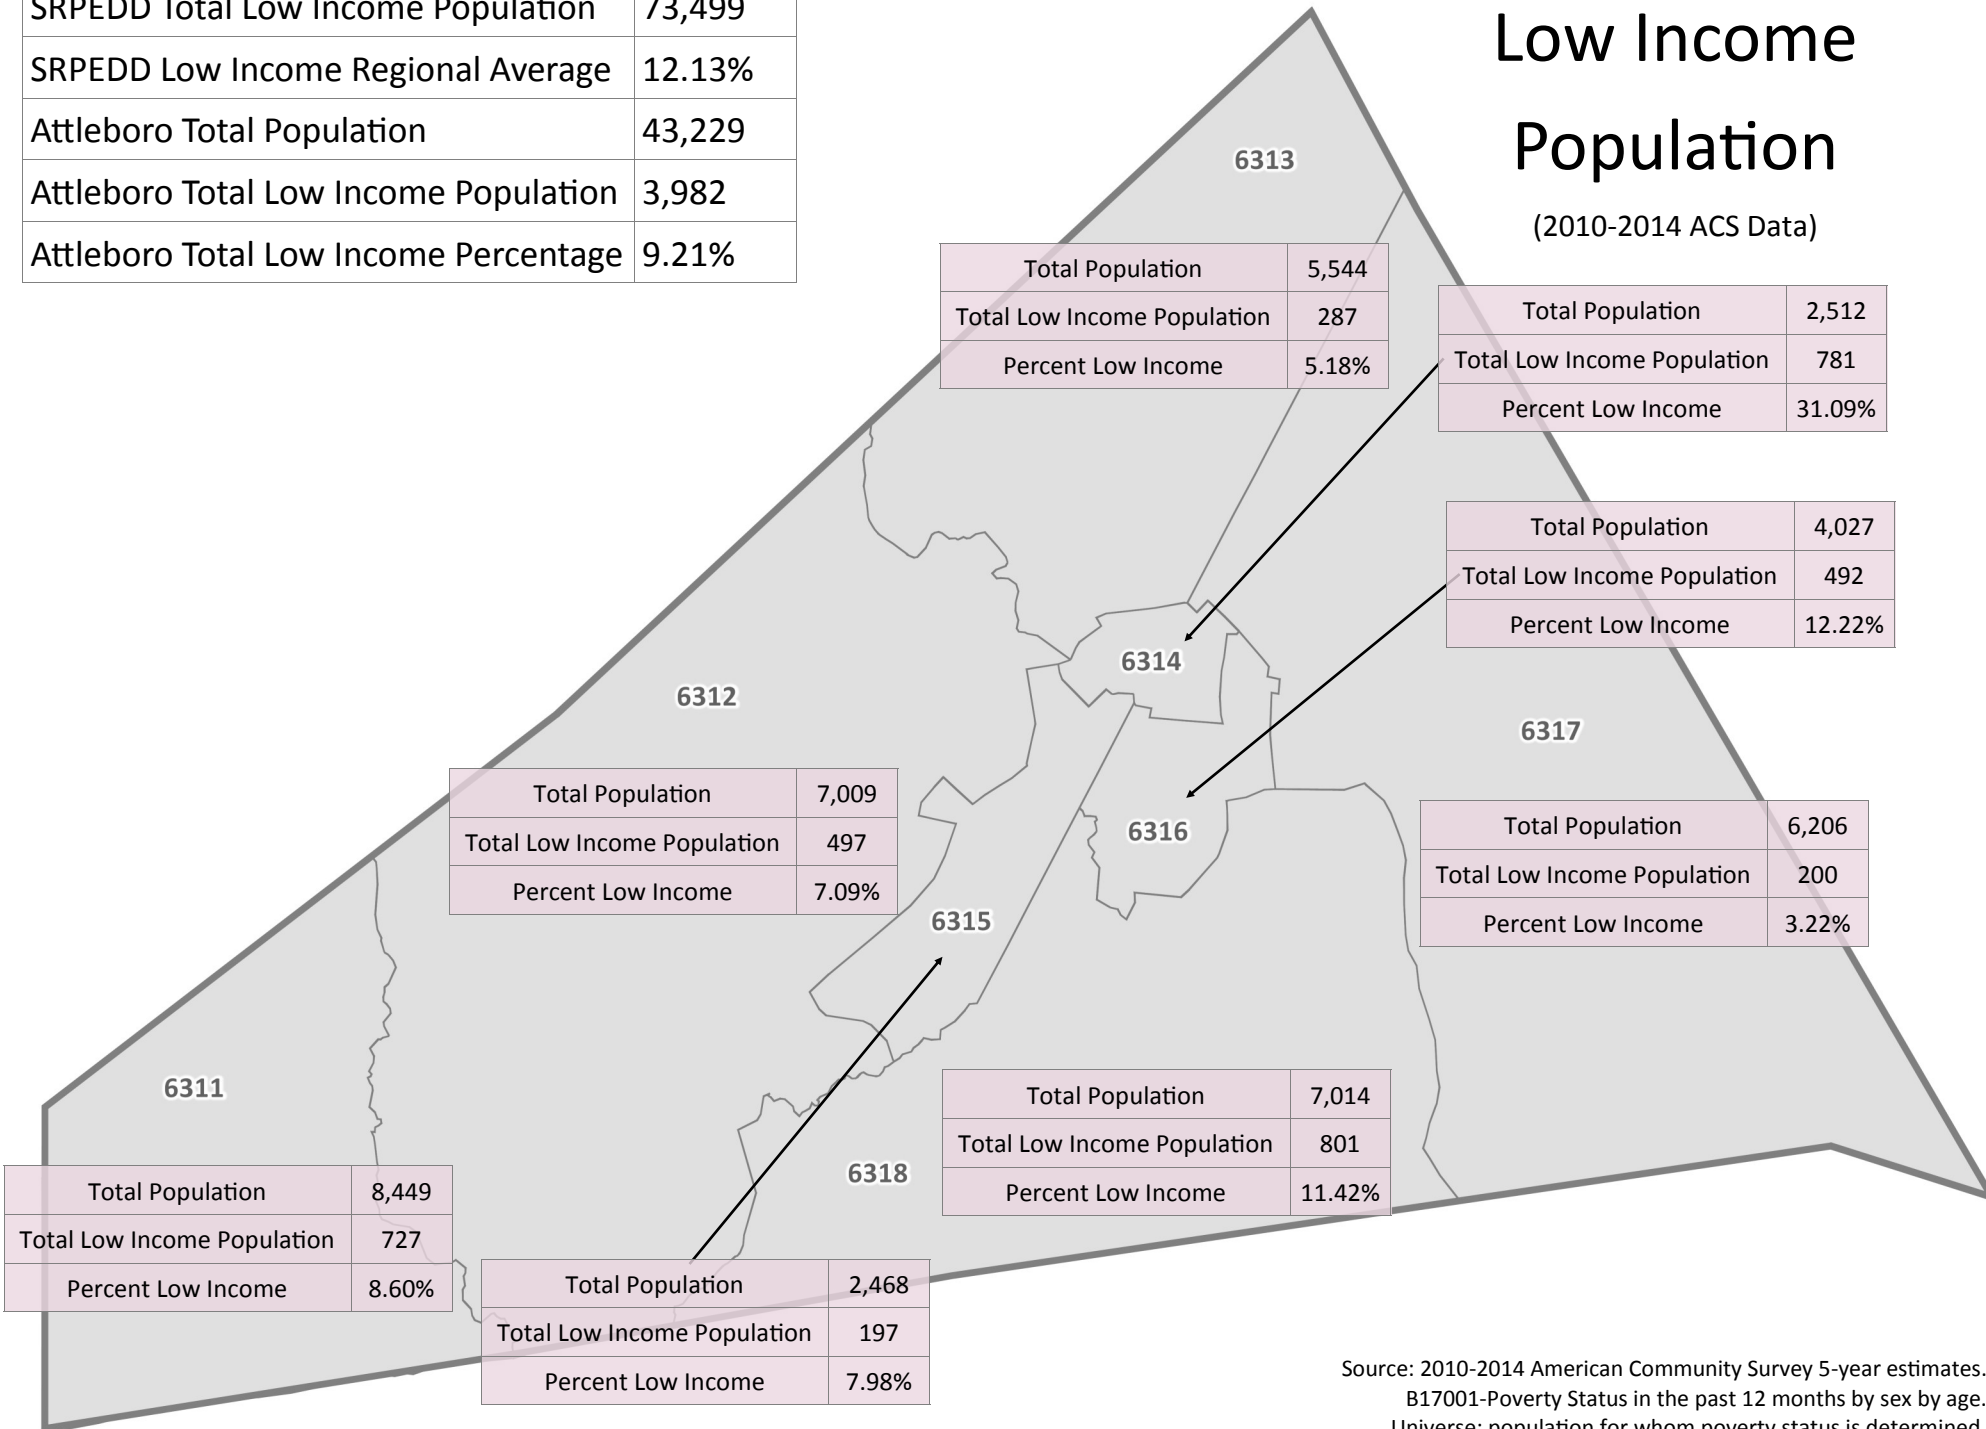 SRPEDD Total Low Income Population 73,499
SRPEDD Low Income Regional Average 12.13%
Attleboro Total Population 43,229
Attleboro Total Low Income Population 3,982
Attleboro Total Low Income Percentage 9.21%
Low Income
Population
(2010-2014 ACS Data)
6313
Total Population 5,544
Total Low Income Population 287
Percent Low Income 5.18%
Total Population 2,512
Total Low Income Population 781
Percent Low Income 31.09%
Total Population 4,027
Total Low Income Population 492
Percent Low Income 12.22%
6314
6312
6317
Total Population 7,009
Total Low Income Population 497
Percent Low Income 7.09%
6316
Total Population 6,206
Total Low Income Population 200
Percent Low Income 3.22%
6315
6311
Total Population 7,014
Total Low Income Population 801
Percent Low Income 11.42%
6318
Total Population 8,449
Total Low Income Population 727
Percent Low Income 8.60%
Total Population 2,468
Total Low Income Population 197
Percent Low Income 7.98%
Source: 2010-2014 American Community Survey 5-year estimates.
B17001-Poverty Status in the past 12 months by sex by age.
Universe: population for whom poverty status is determined.